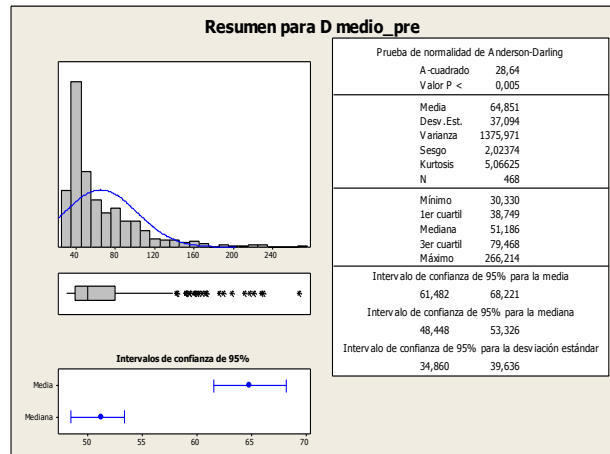 Resumen para D medio_pre
40 80 120 160 200 240
Intervalos de confianza de 95%
Media
Mediana
50 55 60 65 70
Prueba de normalidad de Anderson-Darling
A-cuadrado 28,64
Valor P < 0,005
Media 64,851
Desv.Est. 37,094
Varianza 1375,971
Sesgo 2,02374
Kurtosis 5,06625
N 468
Mínimo 30,330
1er cuartil 38,749
Mediana 51,186
3er cuartil 79,468
Máximo 266,214
Intervalo de confianza de 95% para la media
61,482 68,221
Intervalo de confianza de 95% para la mediana
48,448 53,326
Intervalo de confianza de 95% para la desviación estándar
34,860 39,636